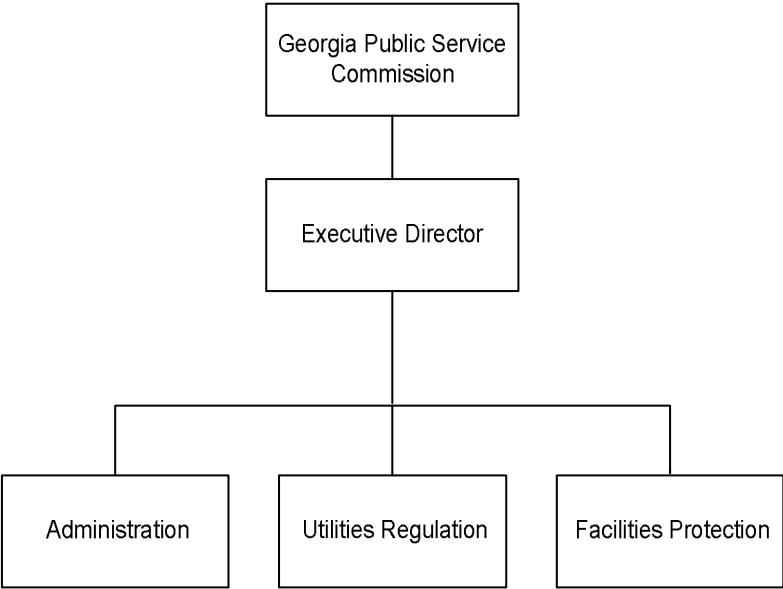 Georgia Public Service
Commission
Executive Director
Administration
Utilities Regulation
Facilities Protection